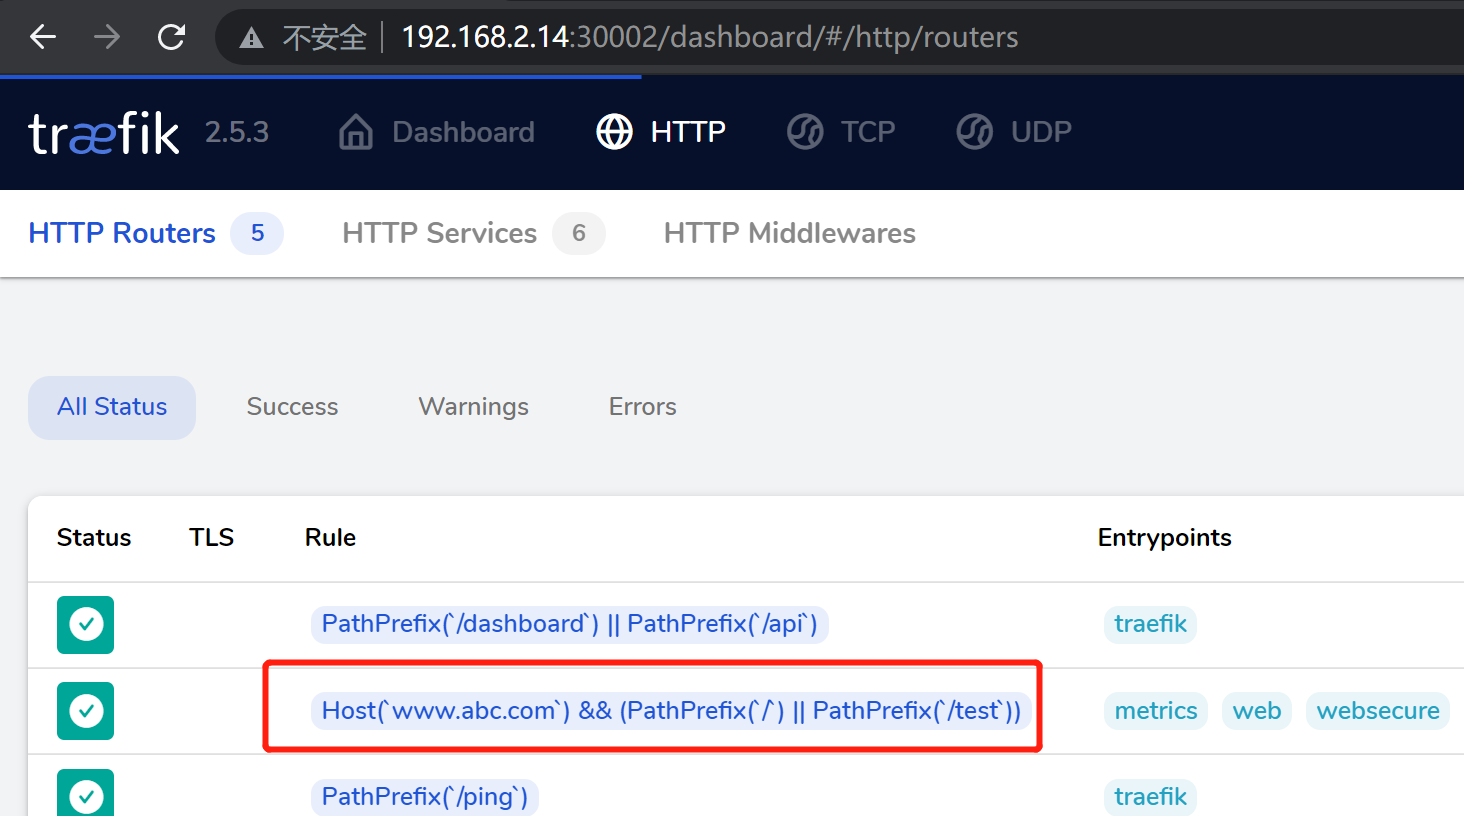 不安全 192.168.2.14:30002/dashboard/#/http/routers
træfik 2.5.3 Dashboard HTTP TCP UDP
HTTP Routers 5 HTTP Services 6 HTTP Middlewares
All Status Success Warnings Errors
Status TLS Rule Entrypoints
PathPrefix(`/dashboard`) || PathPrefix(`/api`) traefik
Host(`www.abc.com`) && (PathPrefix(`/`) || PathPrefix(`/test`)) metrics web websecure
PathPrefix(`/ping`) traefik